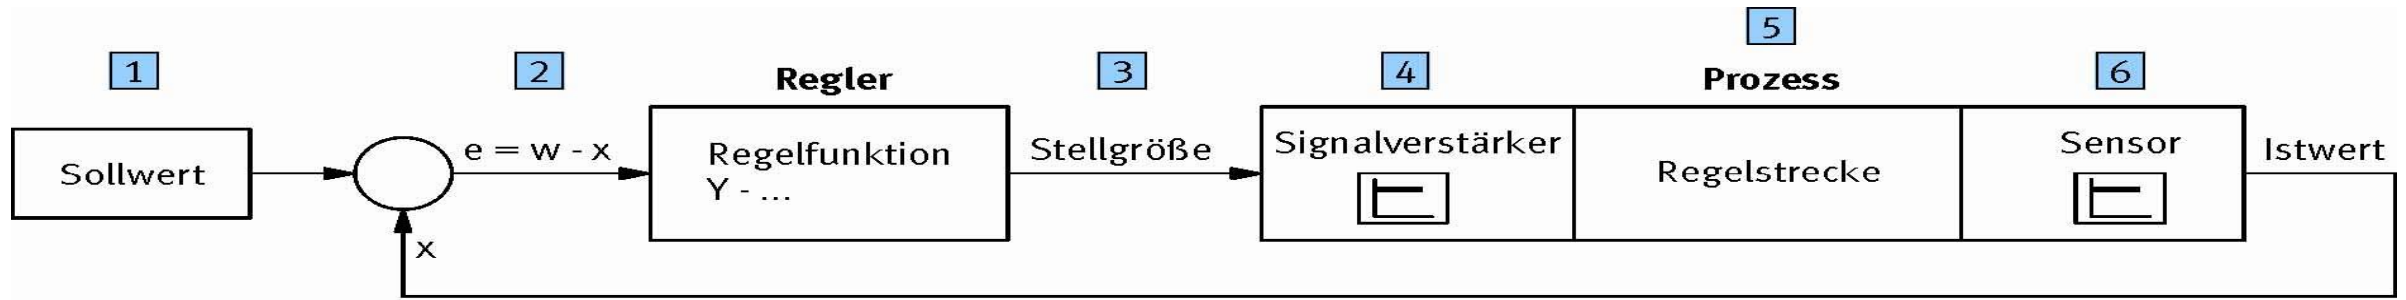 1
2
3
4
5
6
Regler
Prozess
Sollwert
e = w - x
Regelfunktion
Y - ...
Stellgröße
Signalverstärker
Regelstrecke
Sensor
Istwert
x